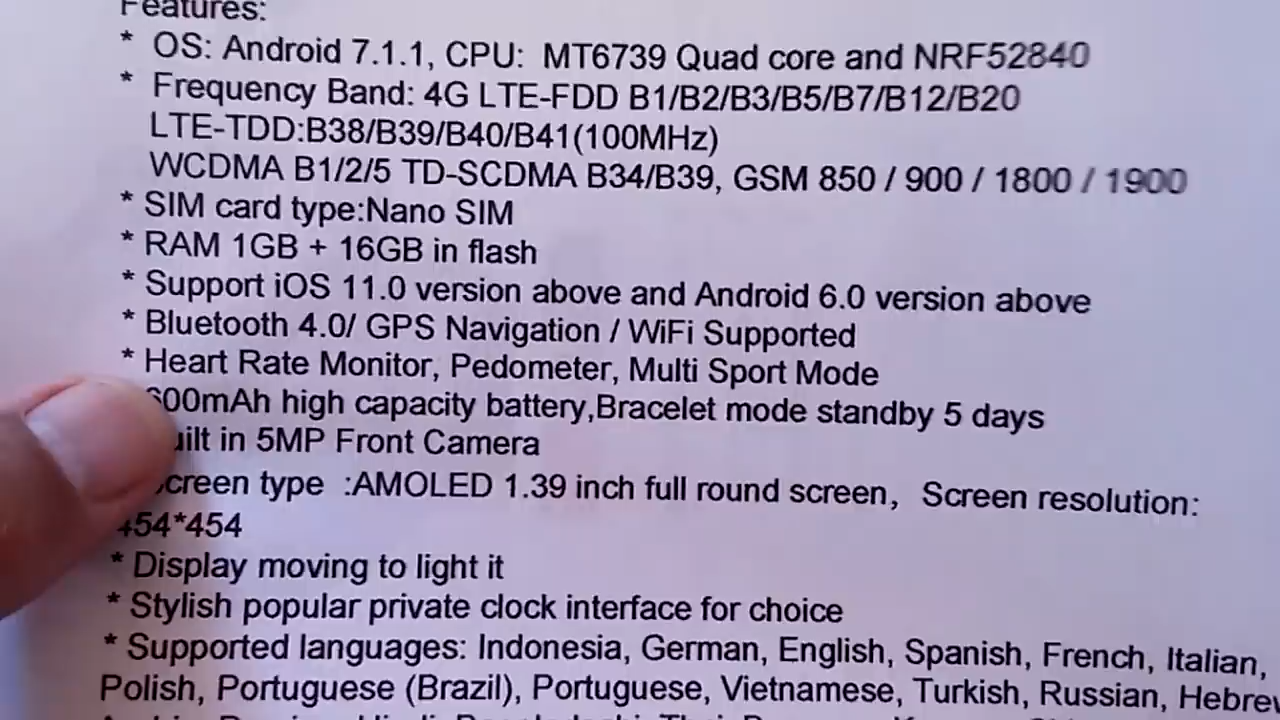 Features:
* OS: Android 7.1.1, CPU: MT6739 Quad core and NRF52840
* Frequency Band: 4G LTE-FDD B1/B2/B3/B5/B7/B12/B20
LTE-TDD:B38/B39/B40/B41(100MHz)
WCDMA B1/2/5 TD-SCDMA B34/B39, GSM 850 / 900 / 1800 / 1900
* SIM card type:Nano SIM
* RAM 1GB + 16GB in flash
* Support iOS 11.0 version above and Android 6.0 version above
* Bluetooth 4.0/ GPS Navigation / WiFi Supported
* Heart Rate Monitor, Pedometer, Multi Sport Mode
high capacity battery,Bracelet mode standby 5 days
in 5MP Front Camera
Screen type :AMOLED 1.39 inch full round screen, Screen resolution:
454*454
* Display moving to light it
* Stylish popular private clock interface for choice
* Supported languages: Indonesia, German, English, Spanish, French, Italian,
Polish, Portuguese (Brazil), Portuguese, Vietnamese, Turkish, Russian, Hebrew